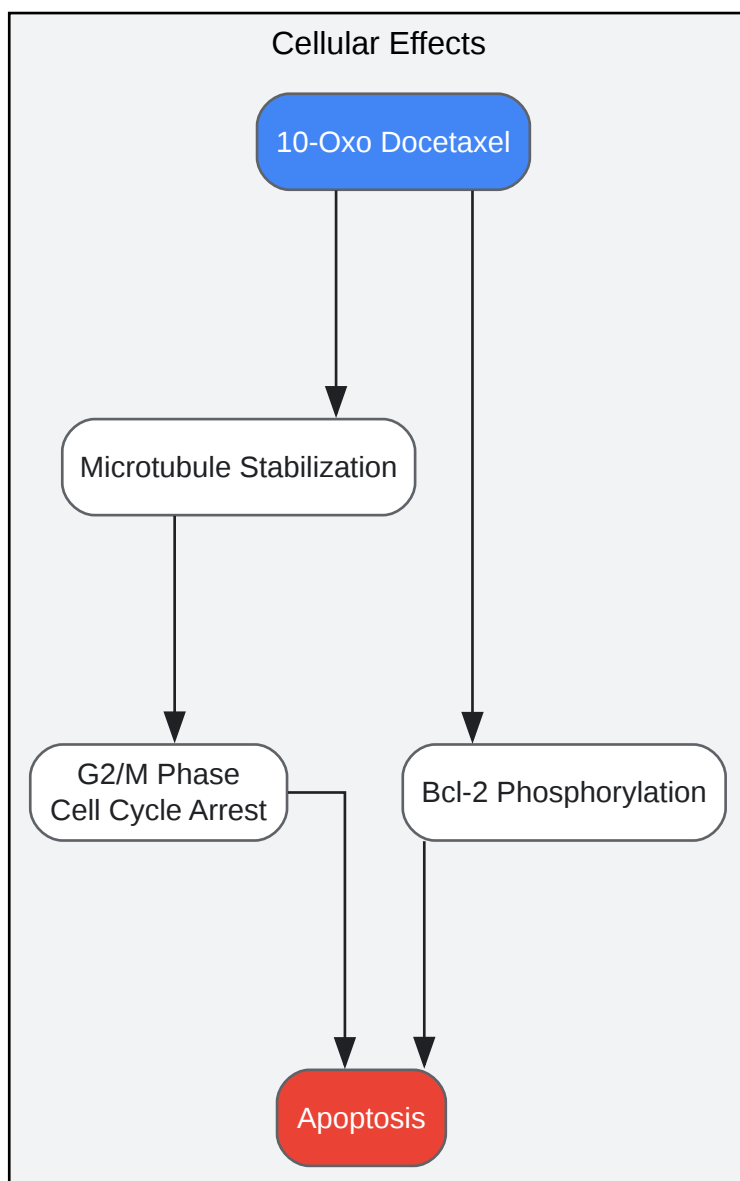 Cellular Effects
10-Oxo Docetaxel
Microtubule Stabilization
G2/M Phase
Cell Cycle Arrest
Bcl-2 Phosphorylation
Apoptosis